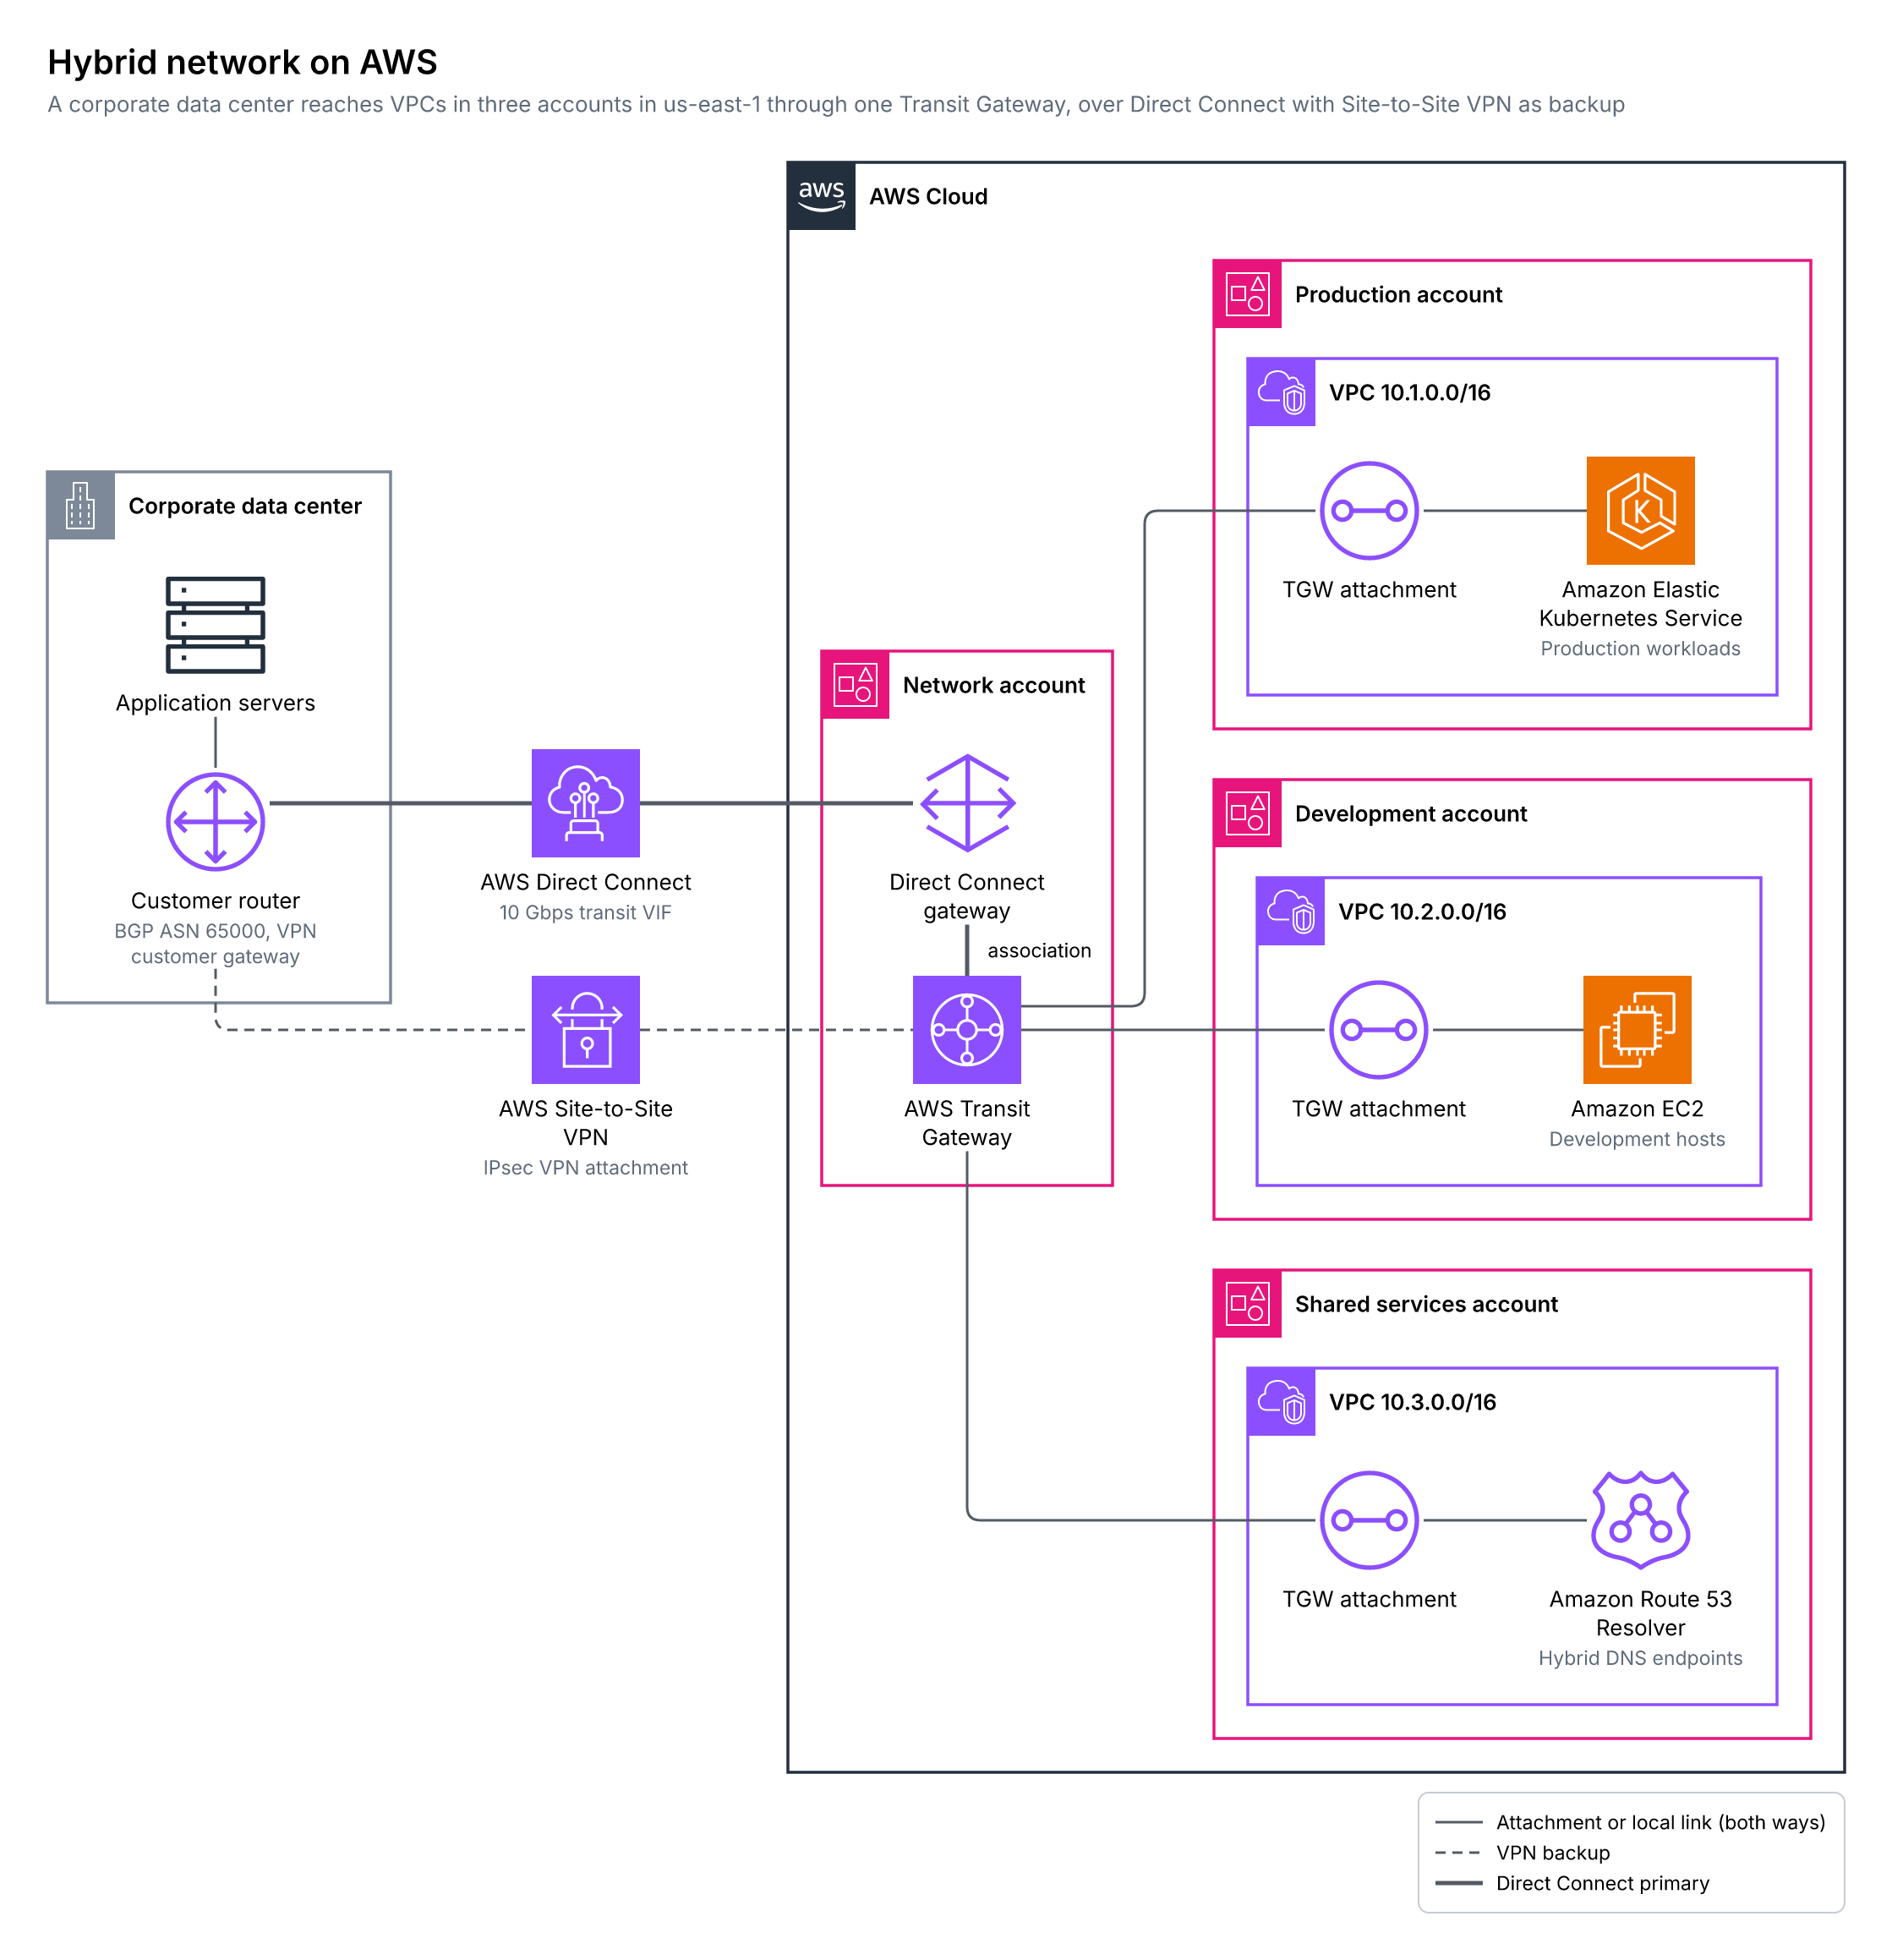 Hybrid network on AWS
A corporate data center reaches VPCs in three accounts in us-east-1 through one Transit Gateway, over Direct Connect with Site-to-Site VPN as backup
aws
AWS Cloud
Production account
VPC 10.1.0.0/16
TGW attachment
Amazon Elastic
Kubernetes Service
Production workloads
K
Corporate data center
Application servers
Customer router
BGP ASN 65000, VPN
customer gateway
AWS Direct Connect
10 Gbps transit VIF
AWS Site-to-Site
VPN
IPsec VPN attachment
Network account
Direct Connect
gateway
association
AWS Transit
Gateway
Development account
VPC 10.2.0.0/16
TGW attachment
Amazon EC2
Development hosts
Shared services account
VPC 10.3.0.0/16
TGW attachment
Amazon Route 53
Resolver
Hybrid DNS endpoints
Attachment or local link (both ways)
VPN backup
Direct Connect primary